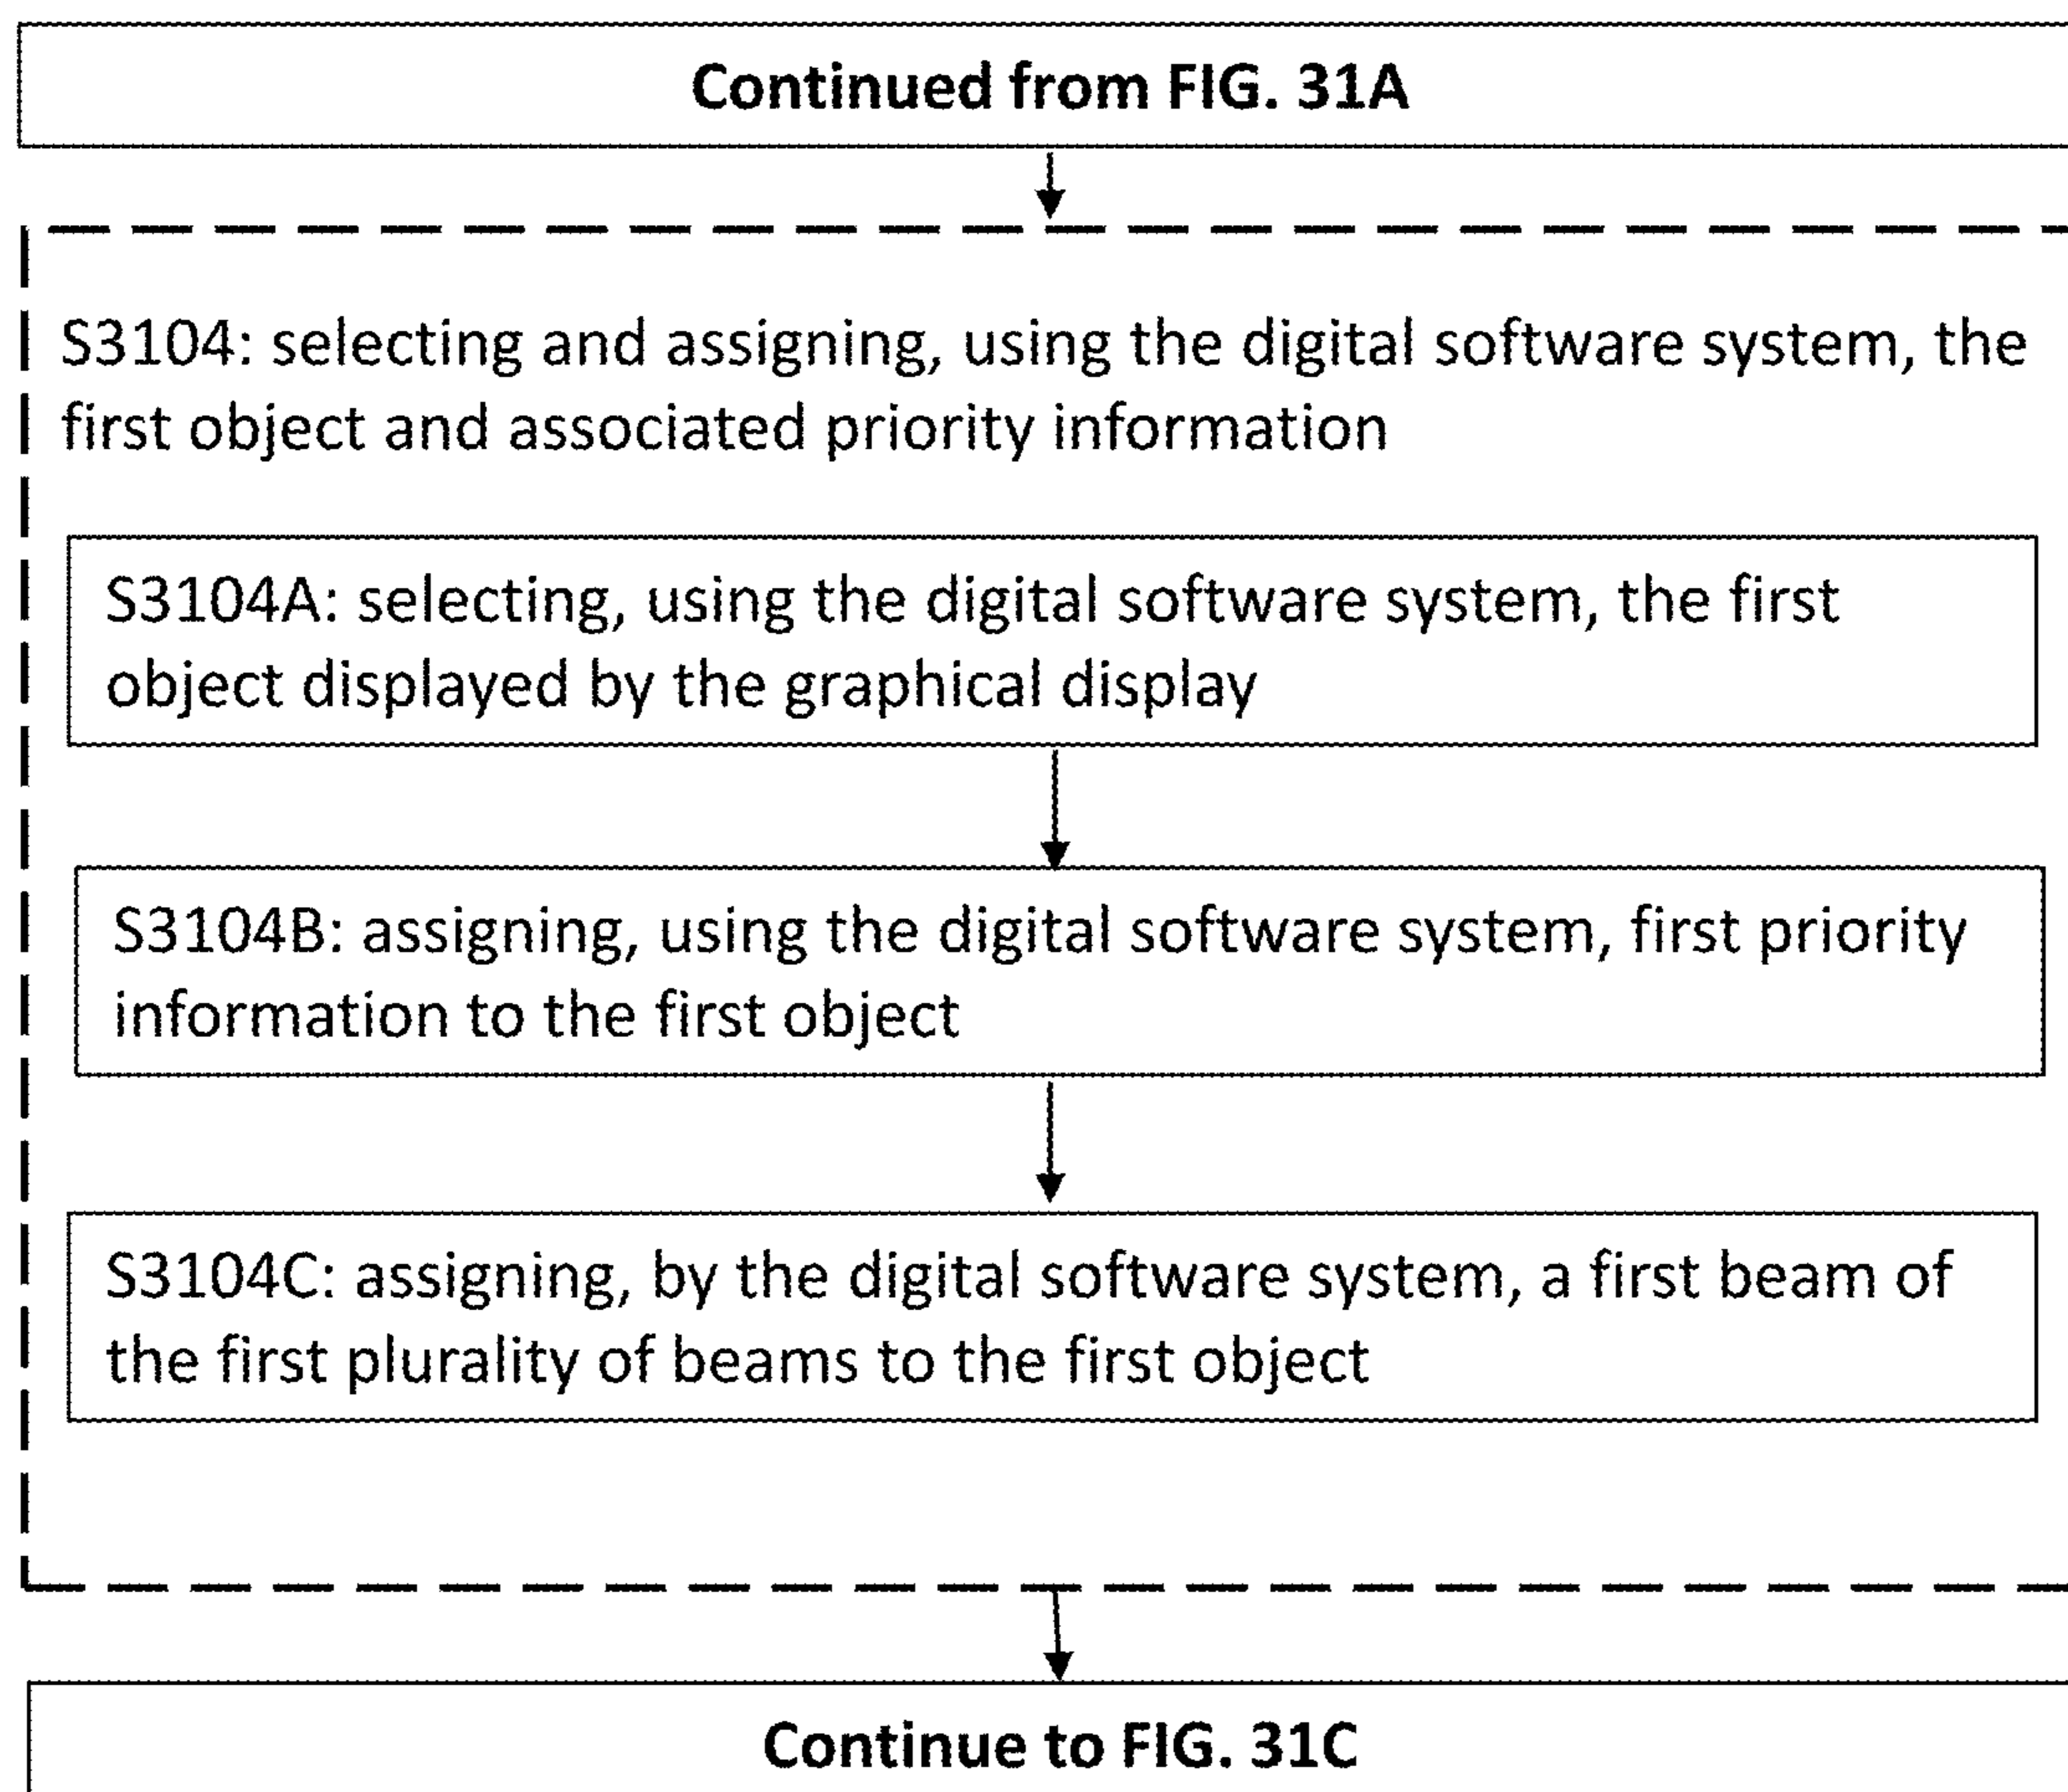 Continued from FIG. 31A
S3104: selecting and assigning, using the digital software system, the
first object and associated priority information
S3104A: selecting, using the digital software system, the first
object displayed by the graphical display
S3104B: assigning, using the digital software system, first priority
information to the first object
S3104C: assigning, by the digital software system, a first beam of
the first plurality of beams to the first object
Continue to FIG. 31C